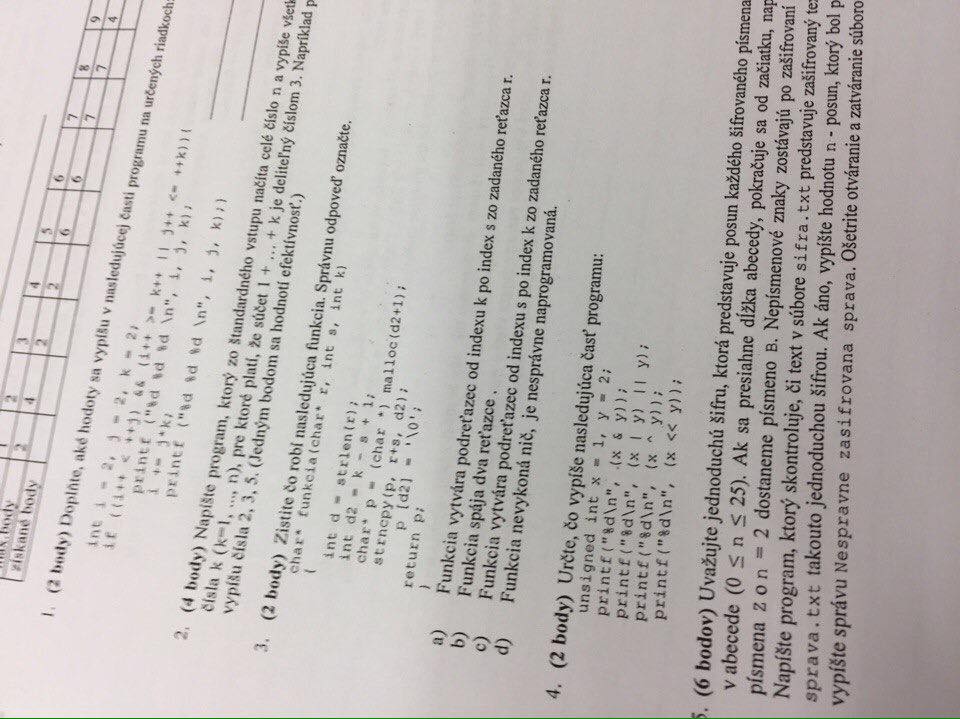 max body 1 2 6 7 8 9
získané body 2 4 2 3 4 2 5 6 6 7 7 7 4
1. (2 body) Doplňte, aké hodnoty sa vypíšu v nasledujúcej časti programu na určených riadkoch:
int i = 2, j = 2, k = 2;
if ((i++ < ++j) && (i++ >= k++ || j++ <= ++k)){
printf ("%d %d %d \n", i, j, k);
i += j*k;
printf ("%d %d %d \n", i, j, k);}
2. (4 body) Napíšte program, ktorý zo štandardného vstupu načíta celé číslo n a vypíše
čísla k (k=1, ..., n), pre ktoré platí, že súčet 1 + ... + k je deliteľný číslom 3. Napríklad
vypíšu čísla 2, 3, 5, (Jedným bodom sa hodnotí efektívnosť.)
3. (2 body) Zistite čo robí nasledujúca funkcia. Správnu odpoveď označte.
char* funkcia(char* r, int s, int k)
{
int d = strlen(r);
int d2 = k - s + 1;
char* p = (char *) malloc(d2+1);
strncpy(p, r+s, d2);
p [d2] = '\0';
return p;
}
a) Funkcia vytvára podreťazec od indexu k po index s zo zadaného reťazca r.
b) Funkcia spája dva reťazce .
c) Funkcia vytvára podreťazec od indexu s po index k zo zadaného reťazca r.
d) Funkcia nevykoná nič, je nesprávne naprogramovaná.
4. (2 body) Určte, čo vypíše nasledujúca časť programu:
unsigned int x = 1, y = 2;
printf("%d\n", (x & y));
printf("%d\n", (x | y) || y);
printf("%d\n", (x ^ y));
printf("%d\n", (x << y));
5. (6 bodov) Uvažujte jednoduchú šifru, ktorá predstavuje posun každého šifrovaného písmena
v abecede (0 ≤ n ≤ 25). Ak sa presiahne dĺžka abecedy, pokračuje sa od začiatku,
písmena Z o n = 2 dostaneme písmeno B. Nepísmenové znaky zostávajú po zašifrovaní
Napíšte program, ktorý skontroluje, či text v súbore sifra.txt predstavuje zašifrovaný
sprava.txt takouto jednoduchou šifrou. Ak áno, vypíšte hodnotu n - posun, ktorý bol
vypíšte správu Nespravne zasifrovana sprava. Ošetrite otváranie a zatváranie